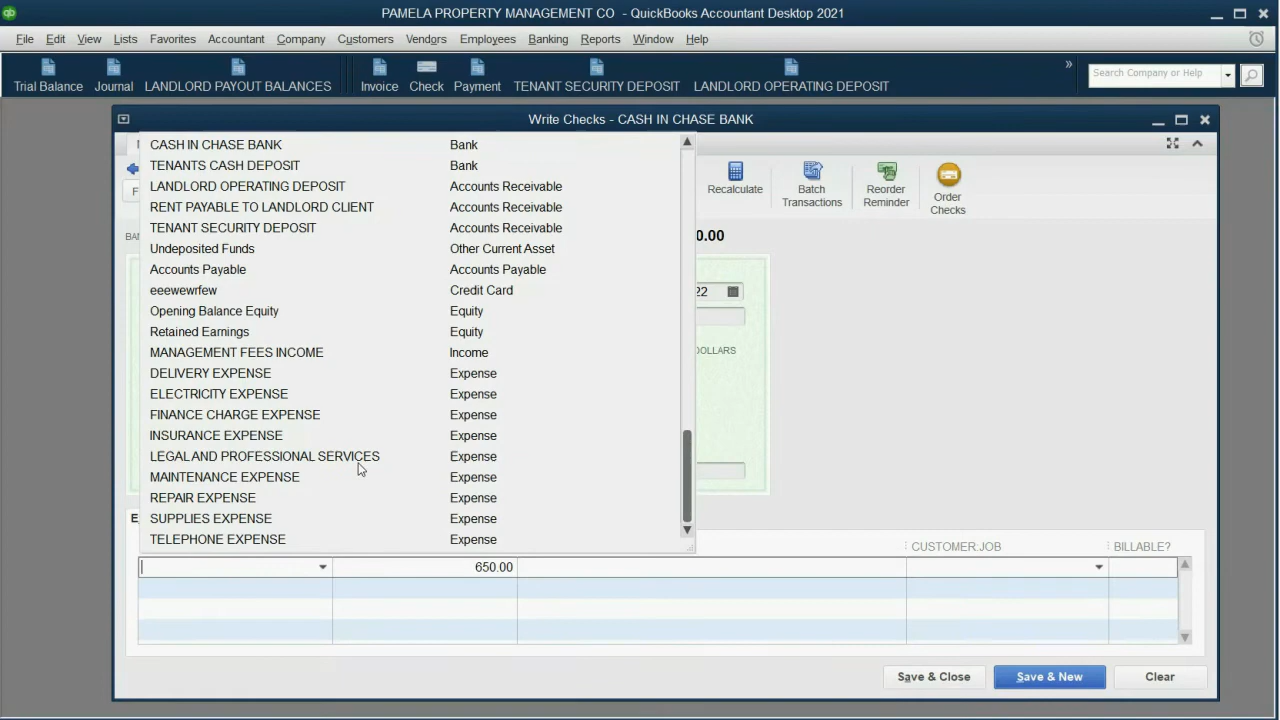 PAMELA PROPERTY MANAGEMENT CO - QuickBooks Accountant Desktop 2021
File Edit View Lists Favorites Accountant Company Customers Vendors Employees Banking Reports Window Help
Trial Balance Journal LANDLORD PAYOUT BALANCES Invoice Check Payment TENANT SECURITY DEPOSIT LANDLORD OPERATING DEPOSIT » Search Company or Help
Write Checks - CASH IN CHASE BANK
CASH IN CHASE BANK Bank
TENANTS CASH DEPOSIT Bank
LANDLORD OPERATING DEPOSIT Accounts Receivable
RENT PAYABLE TO LANDLORD CLIENT Accounts Receivable
TENANT SECURITY DEPOSIT Accounts Receivable
Undeposited Funds Other Current Asset
Accounts Payable Accounts Payable
eeewewrfew Credit Card
Opening Balance Equity Equity
Retained Earnings Equity
MANAGEMENT FEES INCOME Income
DELIVERY EXPENSE Expense
ELECTRICITY EXPENSE Expense
FINANCE CHARGE EXPENSE Expense
INSURANCE EXPENSE Expense
LEGAL AND PROFESSIONAL SERVICES Expense
MAINTENANCE EXPENSE Expense
REPAIR EXPENSE Expense
SUPPLIES EXPENSE Expense
TELEPHONE EXPENSE Expense
Recalculate
Batch Transactions
Reorder Reminder
Order Checks
0.00
22
DOLLARS
CUSTOMER:JOB BILLABLE?
650.00
Save & Close Save & New Clear